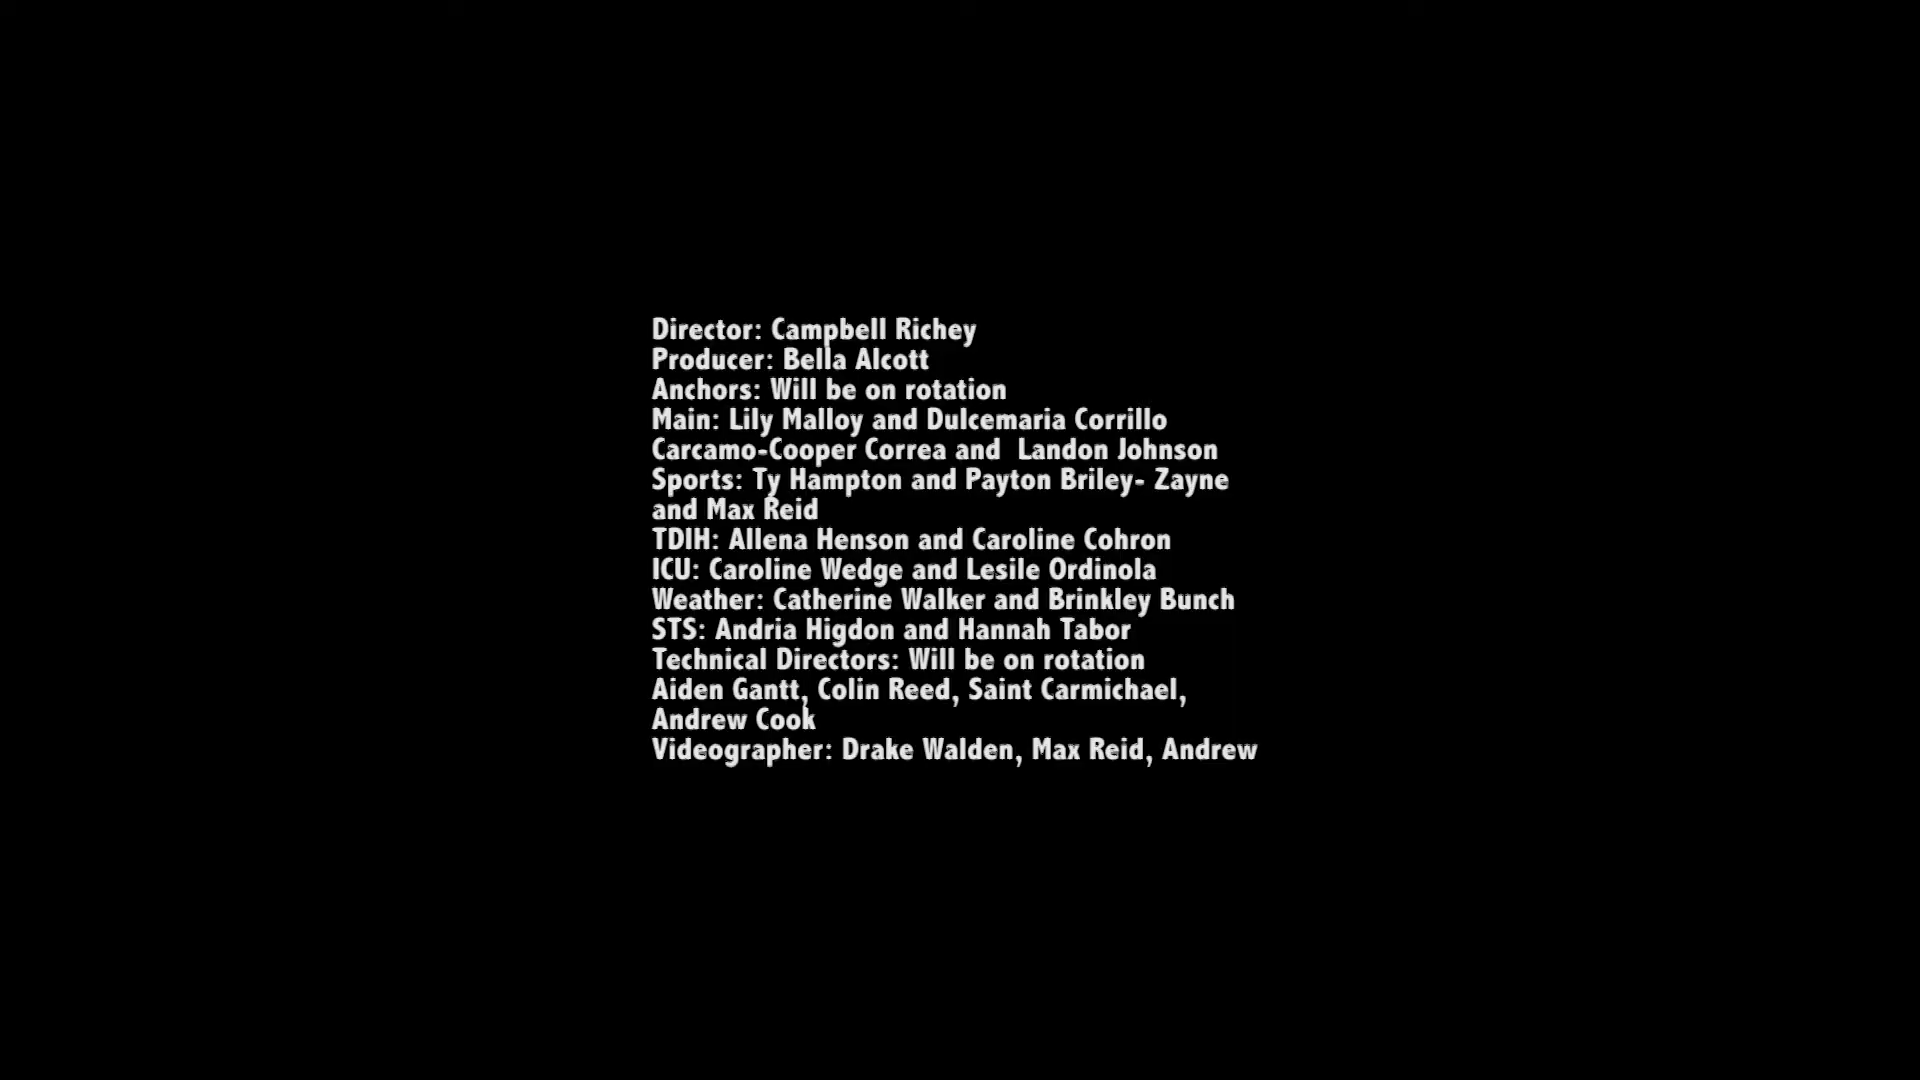 Director: Campbell Richey
Producer: Bella Alcott
Anchors: Will be on rotation
Main: Lily Malloy and Dulcemaria Corrillo
Carcamo-Cooper Correa and  Landon Johnson
Sports: Ty Hampton and Payton Briley- Zayne
and Max Reid
TDIH: Allena Henson and Caroline Cohron
ICU: Caroline Wedge and Lesile Ordinola
Weather: Catherine Walker and Brinkley Bunch
STS: Andria Higdon and Hannah Tabor
Technical Directors: Will be on rotation
Aiden Gantt, Colin Reed, Saint Carmichael,
Andrew Cook
Videographer: Drake Walden, Max Reid, Andrew